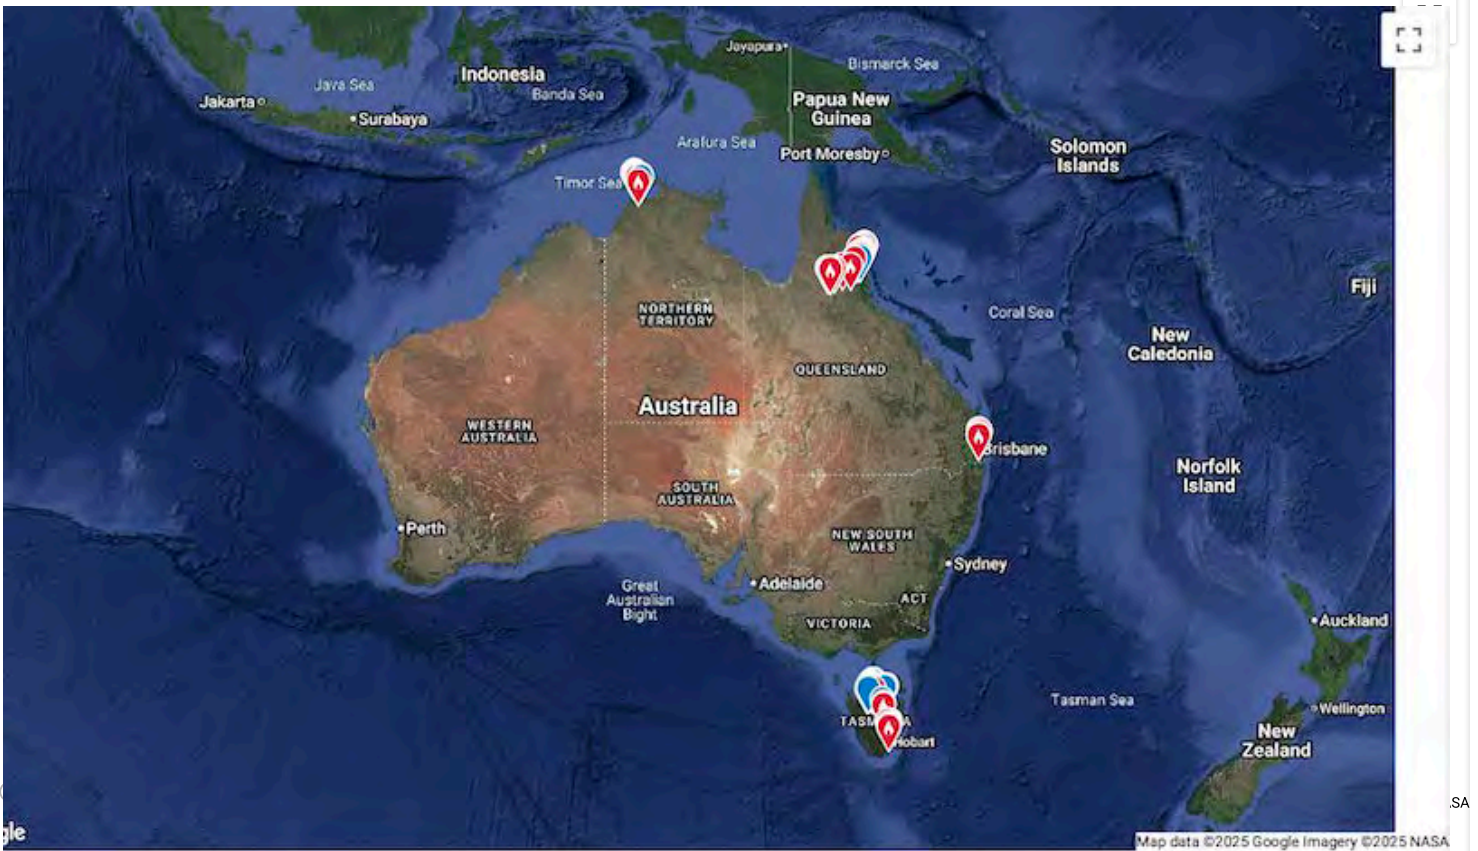 Jayapura
Bismarck Sea
Indonesia
Java Sea
Banda Sea
Jakarta
Papua New
Guinea
Surabaya
Arafura Sea
Port Moresby
Solomon
Islands
Timor Sea
Fiji
NORTHERN
TERRITORY
Coral Sea
New
Caledonia
QUEENSLAND
Australia
WESTERN
AUSTRALIA
Brisbane
Norfolk
Island
SOUTH
AUSTRALIA
Perth
NEW SOUTH
WALES
Sydney
Adelaide
Great
Australian
Bight
ACT
VICTORIA
Auckland
Tasman Sea
Wellington
TASM A
Hobart
New
Zealand
SA
gle
Map data ©2025 Google Imagery ©2025 NASA